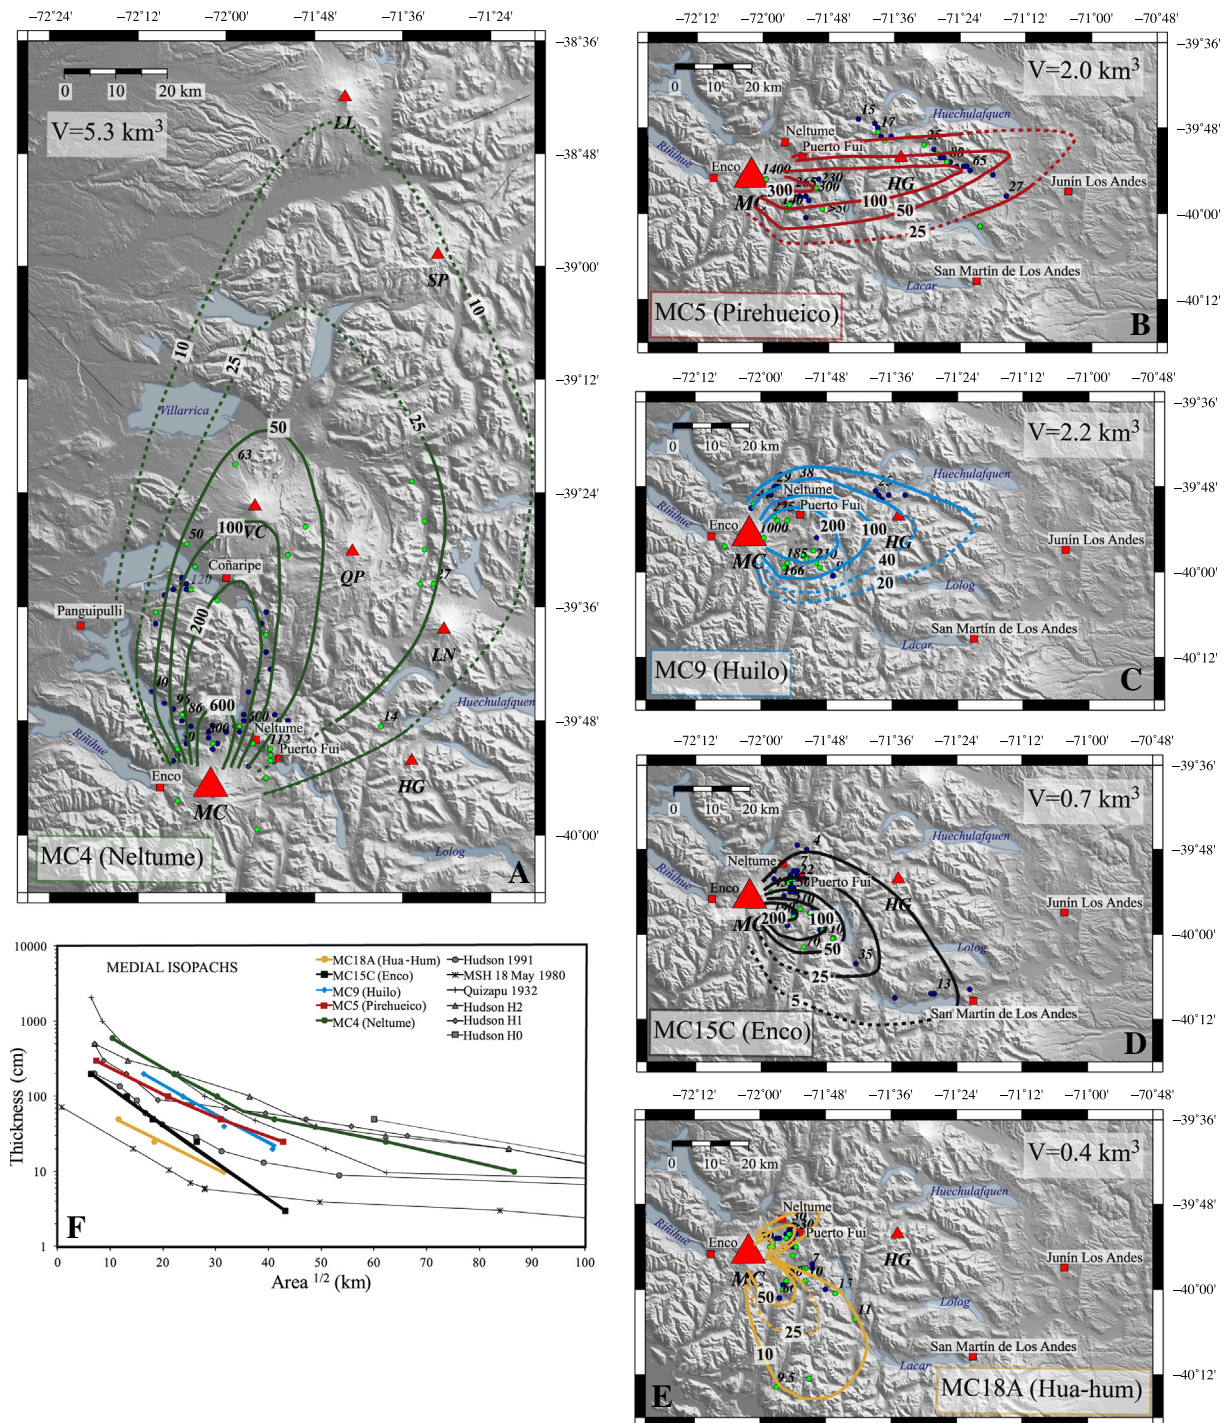 −72°12' −72°00' −71°48' −71°36' −71°24'
−38°36'
−38°48'
−39°00'
−39°12'
−39°24'
−39°36'
−39°48'
−40°00'
0 10 20 km
V=5.3 km³
LL
SP
10
10
25
25
Villarrica
50
63
50
100
VC
QP
120
Coñaripe
27
Panguipulli
200
LN
40
95
86
600
500
Huechulafquen
14
Neltume
112
Puerto Fui
Riñihue
Enco
MC
HG
Lolog
MC4 (Neltume)
A
−72°12' −72°00' −71°48' −71°36' −71°24' −71°12' −71°00' −70°48'
−39°36'
−39°48'
−40°00'
−40°12'
0 10 20 km
V=2.0 km³
15
17
Huechulafquen
25
Neltume
Puerto Fui
80
65
Riñihue
Enco
1400
265
230
300
300
HG
27
Junín Los Andes
MC
140
>50
100
50
25
San Martín de Los Andes
Lacar
MC5 (Pirehueico)
B
−72°12' −72°00' −71°48' −71°36' −71°24' −71°12' −71°00' −70°48'
−39°36'
−39°48'
−40°00'
−40°12'
0 10 20 km
V=2.2 km³
29
38
Huechulafquen
Neltume
Puerto Fui
Riñihue
Enco
1000
200
100
HG
Junín Los Andes
MC
185
210
166
40
20
Lolog
San Martín de Los Andes
Lacar
MC9 (Huilo)
C
−72°12' −72°00' −71°48' −71°36' −71°24' −71°12' −71°00' −70°48'
−39°36'
−39°48'
−40°00'
−40°12'
0 10 20 km
V=0.7 km³
4
Huechulafquen
Neltume
7
22
Puerto Fui
Riñihue
Enco
HG
Junín Los Andes
MC
200
100
70
50
35
25
5
13
Lolog
San Martín de Los Andes
MC15C (Enco)
D
−72°12' −72°00' −71°48' −71°36' −71°24' −71°12' −71°00' −70°48'
−39°36'
−39°48'
−40°00'
−40°12'
0 10 20 km
V=0.4 km³
Huechulafquen
Neltume
30
Puerto Fui
Riñihue
Enco
HG
Junín Los Andes
MC
7
10
15
50
11
25
10
Lolog
San Martín de Los Andes
Lacar
9.5
MC18A (Hua-hum)
E
MEDIAL ISOPACHS
MC18A (Hua-Hum)
MC15C (Enco)
MC9 (Huilo)
MC5 (Pirehueico)
MC4 (Neltume)
Hudson 1991
MSH 18 May 1980
Quizapu 1932
Hudson H2
Hudson H1
Hudson H0
Thickness (cm)
10000
1000
100
10
1
0 10 20 30 40 50 60 70 80 90 100
Area ¹/² (km)
F